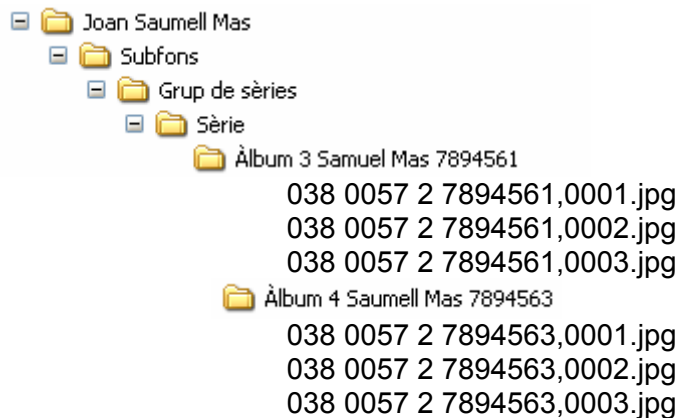 Joan Saumell Mas
Subfons
Grup de sèries
Sèrie
Àlbum 3 Samuel Mas 7894561
038 0057 2 7894561,0001.jpg
038 0057 2 7894561,0002.jpg
038 0057 2 7894561,0003.jpg
Àlbum 4 Saumell Mas 7894563
038 0057 2 7894563,0001.jpg
038 0057 2 7894563,0002.jpg
038 0057 2 7894563,0003.jpg